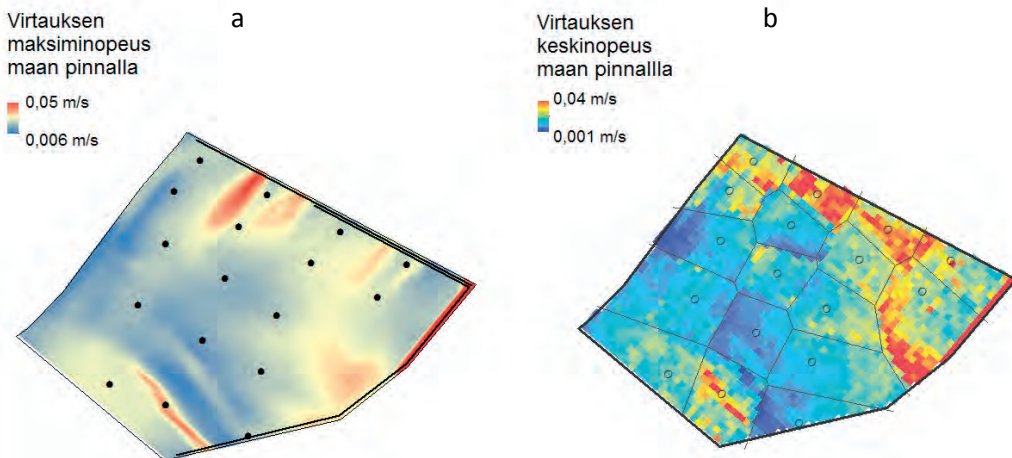 Virtauksen
maksiminopeus
maan pinnalla
0,05 m/s
0,006 m/s
a
Virtauksen
keskinopeus
maan pinnallla
0,04 m/s
0,001 m/s
b